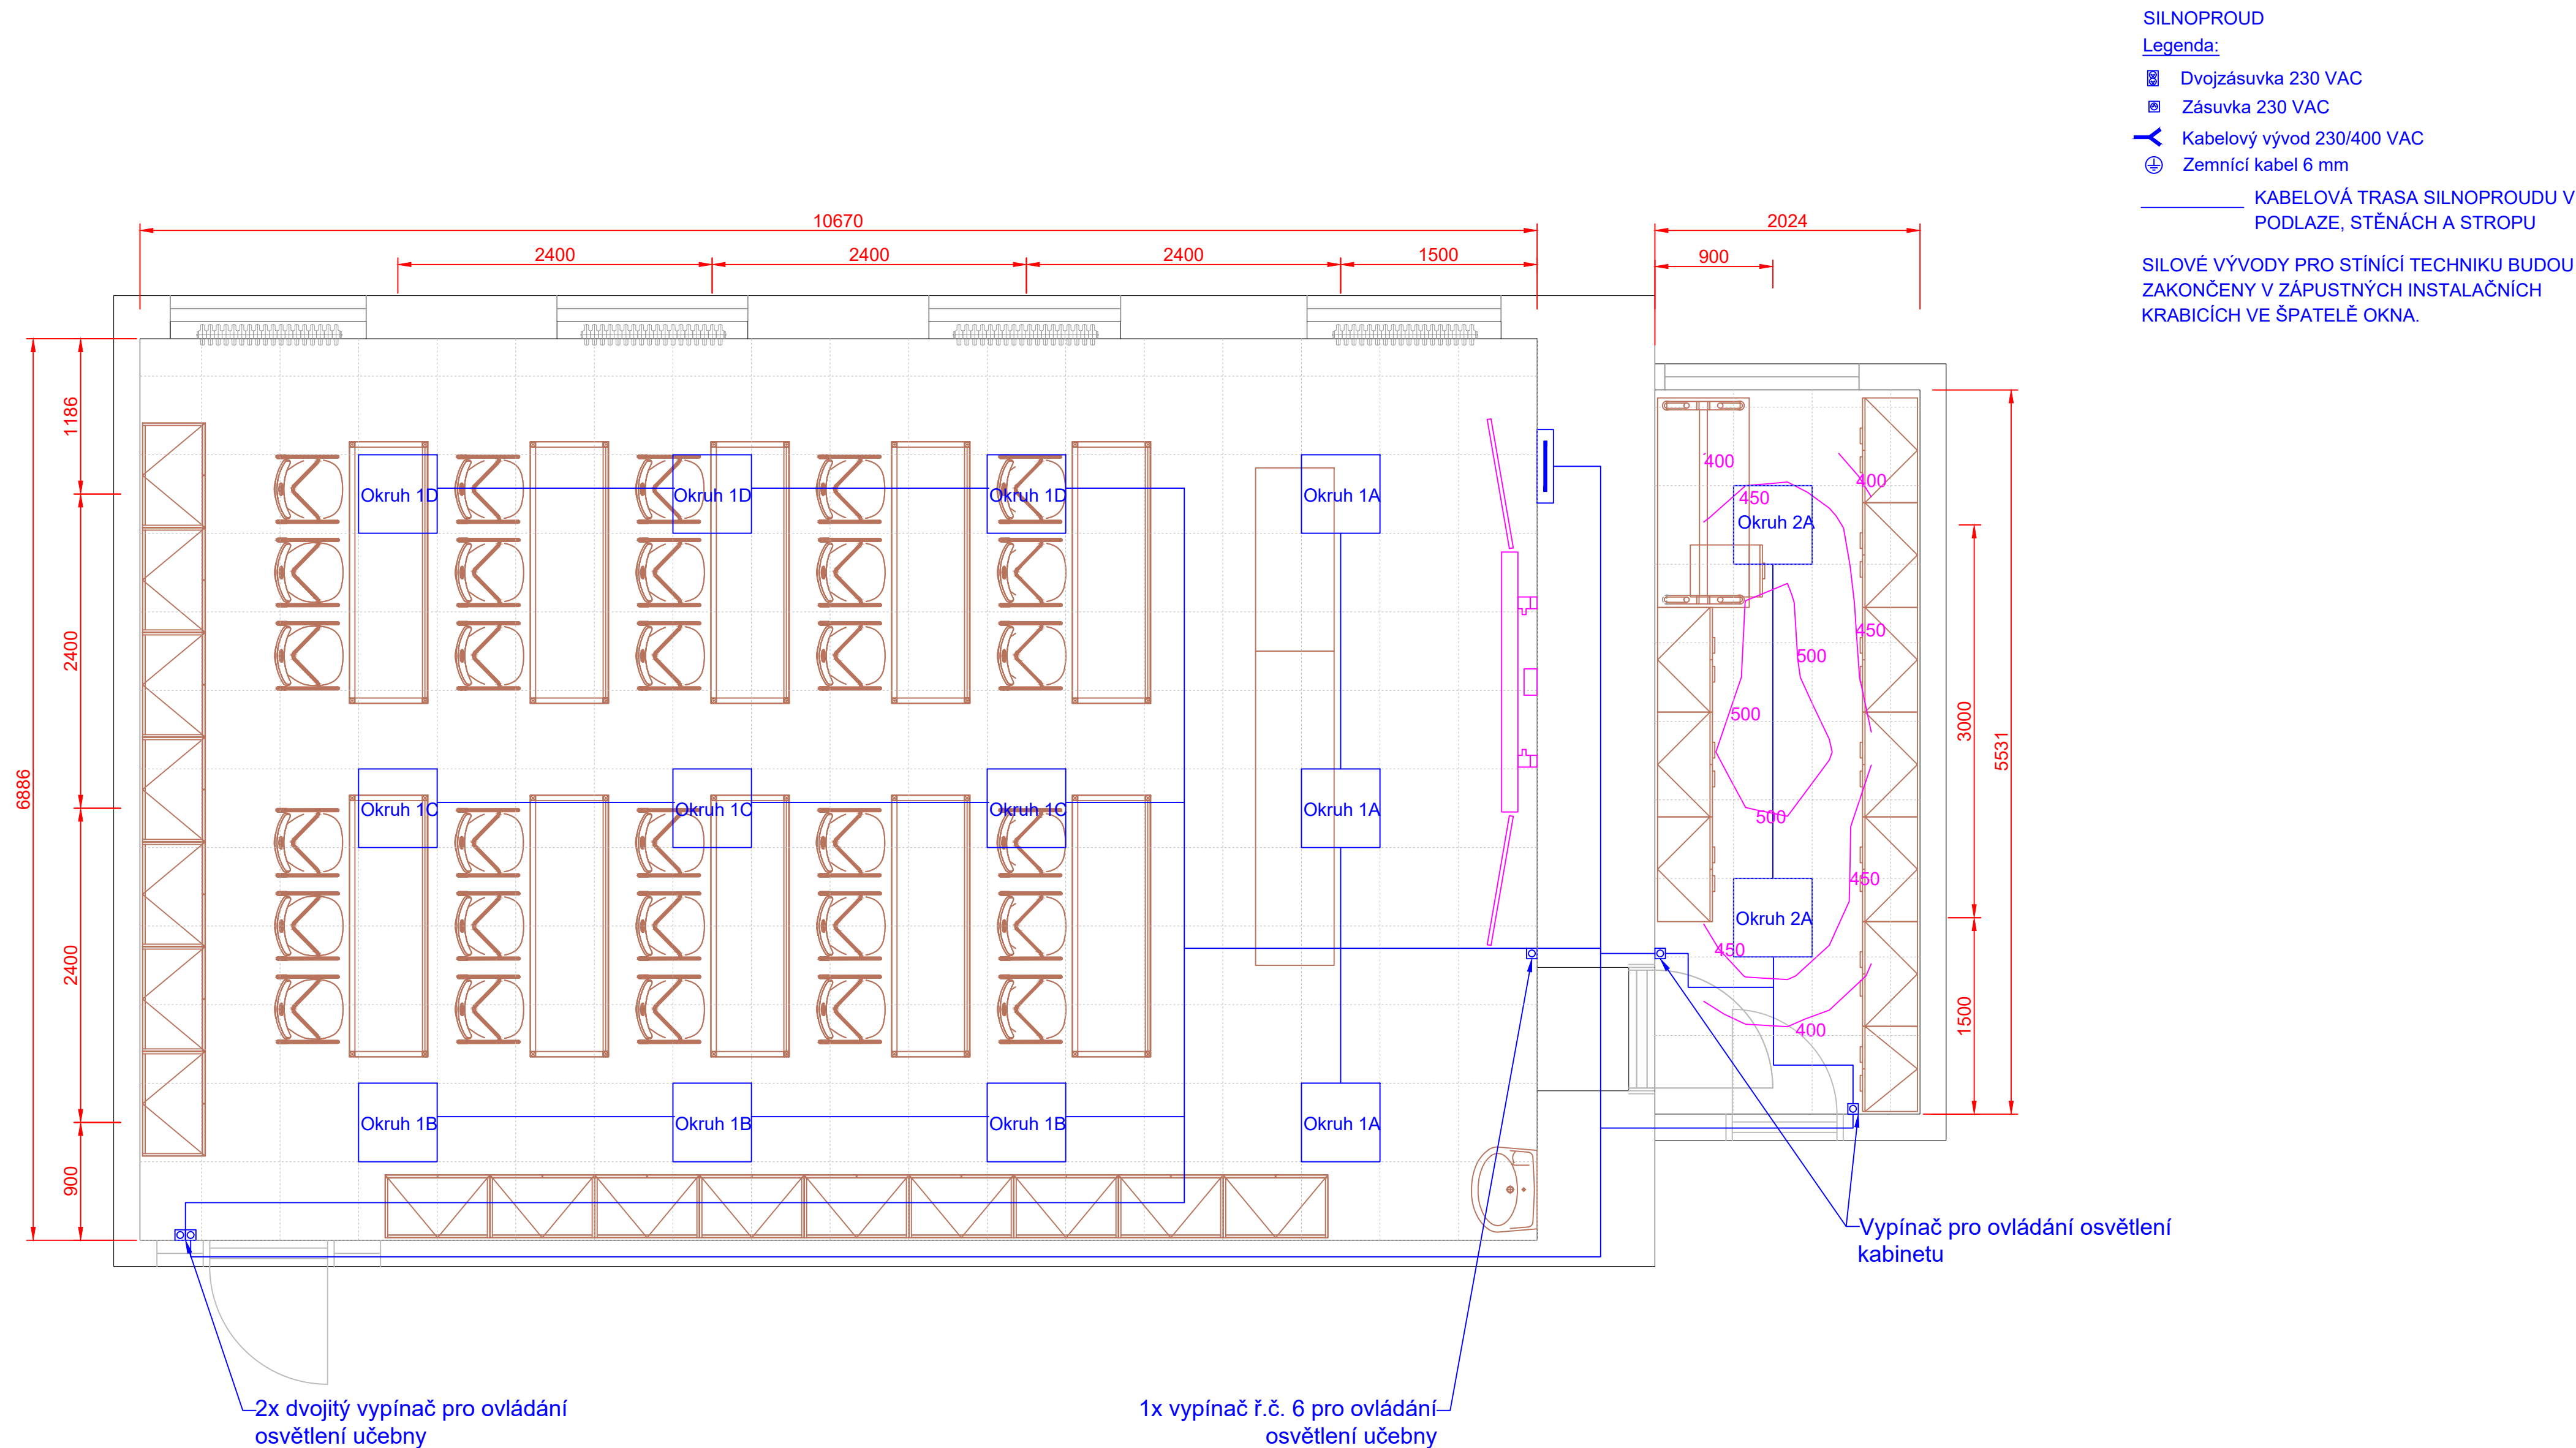 SILNOPROUD
Legenda:
Dvojzásuvka 230 VAC
Zásuvka 230 VAC
Kabelový vývod 230/400 VAC
Zemnící kabel 6 mm
KABELOVÁ TRASA SILNOPROUDU V
PODLAZE, STĚNÁCH A STROPU
SILOVÉ VÝVODY PRO STÍNÍCÍ TECHNIKU BUDOU
ZAKONČENY V ZÁPUSTNÝCH INSTALAČNÍCH
KRABICÍCH VE ŠPATELĚ OKNA.
10670
2024
2400
2400
2400
1500
900
1186
2400
6886
2400
900
3000
5531
1500
Okruh 1D
Okruh 1D
Okruh 1D
Okruh 1A
Okruh 1C
Okruh 1C
Okruh 1C
Okruh 1A
Okruh 1B
Okruh 1B
Okruh 1B
Okruh 1A
400
400
450
Okruh 2A
450
500
500
500
450
Okruh 2A
450
400
Vypínač pro ovládání osvětlení
kabinetu
2x dvojitý vypínač pro ovládání
osvětlení učebny
1x vypínač ř.č. 6 pro ovládání
osvětlení učebny